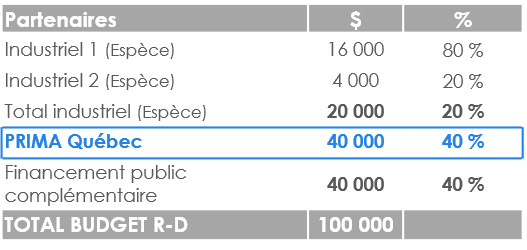 Partenaires $ %
Industriel 1 (Espèce) 16 000 80 %
Industriel 2 (Espèce) 4 000 20 %
Total industriel (Espèce) 20 000 20 %
PRIMA Québec 40 000 40 %
Financement public
complémentaire 40 000 40 %
TOTAL BUDGET R-D 100 000